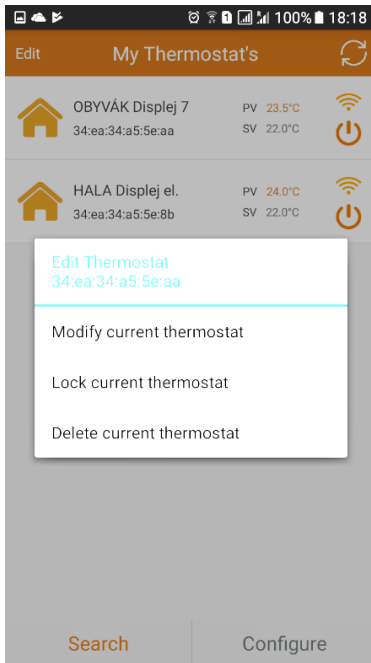 1 100% 18:18
Edit My Thermostat's
OBYVÁK Displej 7 PV 23.5°C
34:ea:34:a5:5e:aa SV 22.0°C
HALA Displej el. PV 24.0°C
34:ea:34:a5:5e:8b SV 22.0°C
Edit Thermostat
34:ea:34:a5:5e:aa
Modify current thermostat
Lock current thermostat
Delete current thermostat
Search Configure